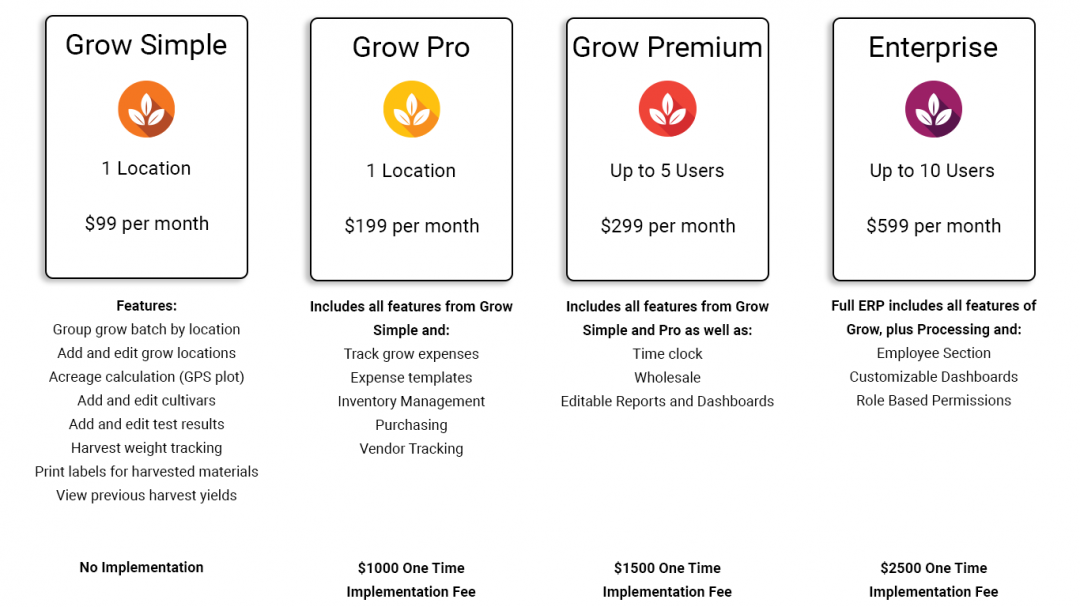 Grow Simple
1 Location
$99 per month
Features:
Group grow batch by location
Add and edit grow locations
Acreage calculation (GPS plot)
Add and edit cultivars
Add and edit test results
Harvest weight tracking
Print labels for harvested materials
View previous harvest yields
No Implementation
Grow Pro
1 Location
$199 per month
Includes all features from Grow
Simple and:
Track grow expenses
Expense templates
Inventory Management
Purchasing
Vendor Tracking
$1000 One Time
Implementation Fee
Grow Premium
Up to 5 Users
$299 per month
Includes all features from Grow
Simple and Pro as well as:
Time clock
Wholesale
Editable Reports and Dashboards
$1500 One Time
Implementation Fee
Enterprise
Up to 10 Users
$599 per month
Full ERP includes all features of
Grow, plus Processing and:
Employee Section
Customizable Dashboards
Role Based Permissions
$2500 One Time
Implementation Fee